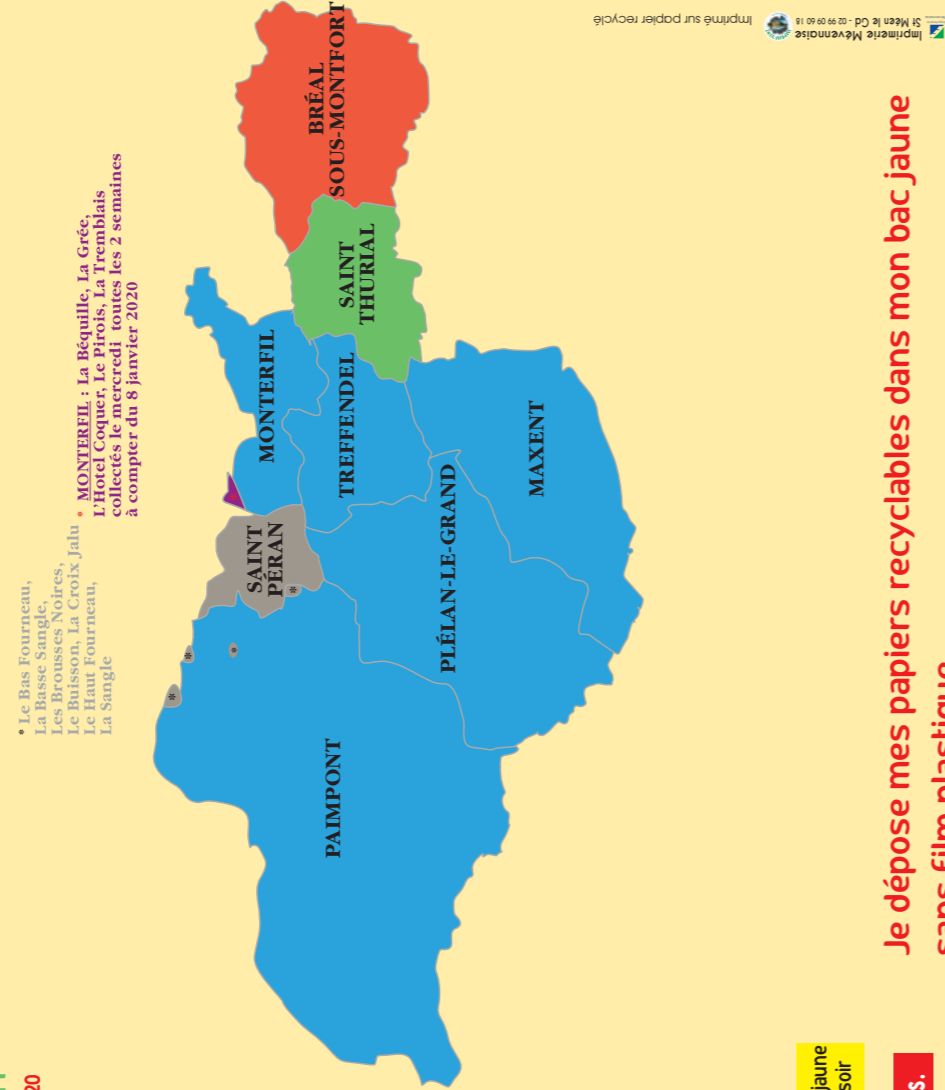 20
* Le Bas Fourneau,
La Basse Sangle,
Les Brousses Noires,
Le Buisson, La Croix Jalu
Le Haut Fourneau,
La Sangle
* MONTERFIL : La Béquille, La Grée,
L'Hotel Coquer, Le Pirois, La Tremblais
collectés le mercredi toutes les 2 semaines
à compter du 8 janvier 2020
PAIMPONT
SAINT
PÉRAN
*
*
*
*
MONTERFIL
TREFFENDEL
PLÉLAN-LE-GRAND
MAXENT
SAINT
THURIAL
BRÉAL
SOUS-MONTFORT
jaune
soir
s.
Je dépose mes papiers recyclables dans mon bac jaune
sans film plastique
Imprimerie Mévennaise
St Méen le Gd - 02 99 09 60 18
Imprimé sur papier recyclé